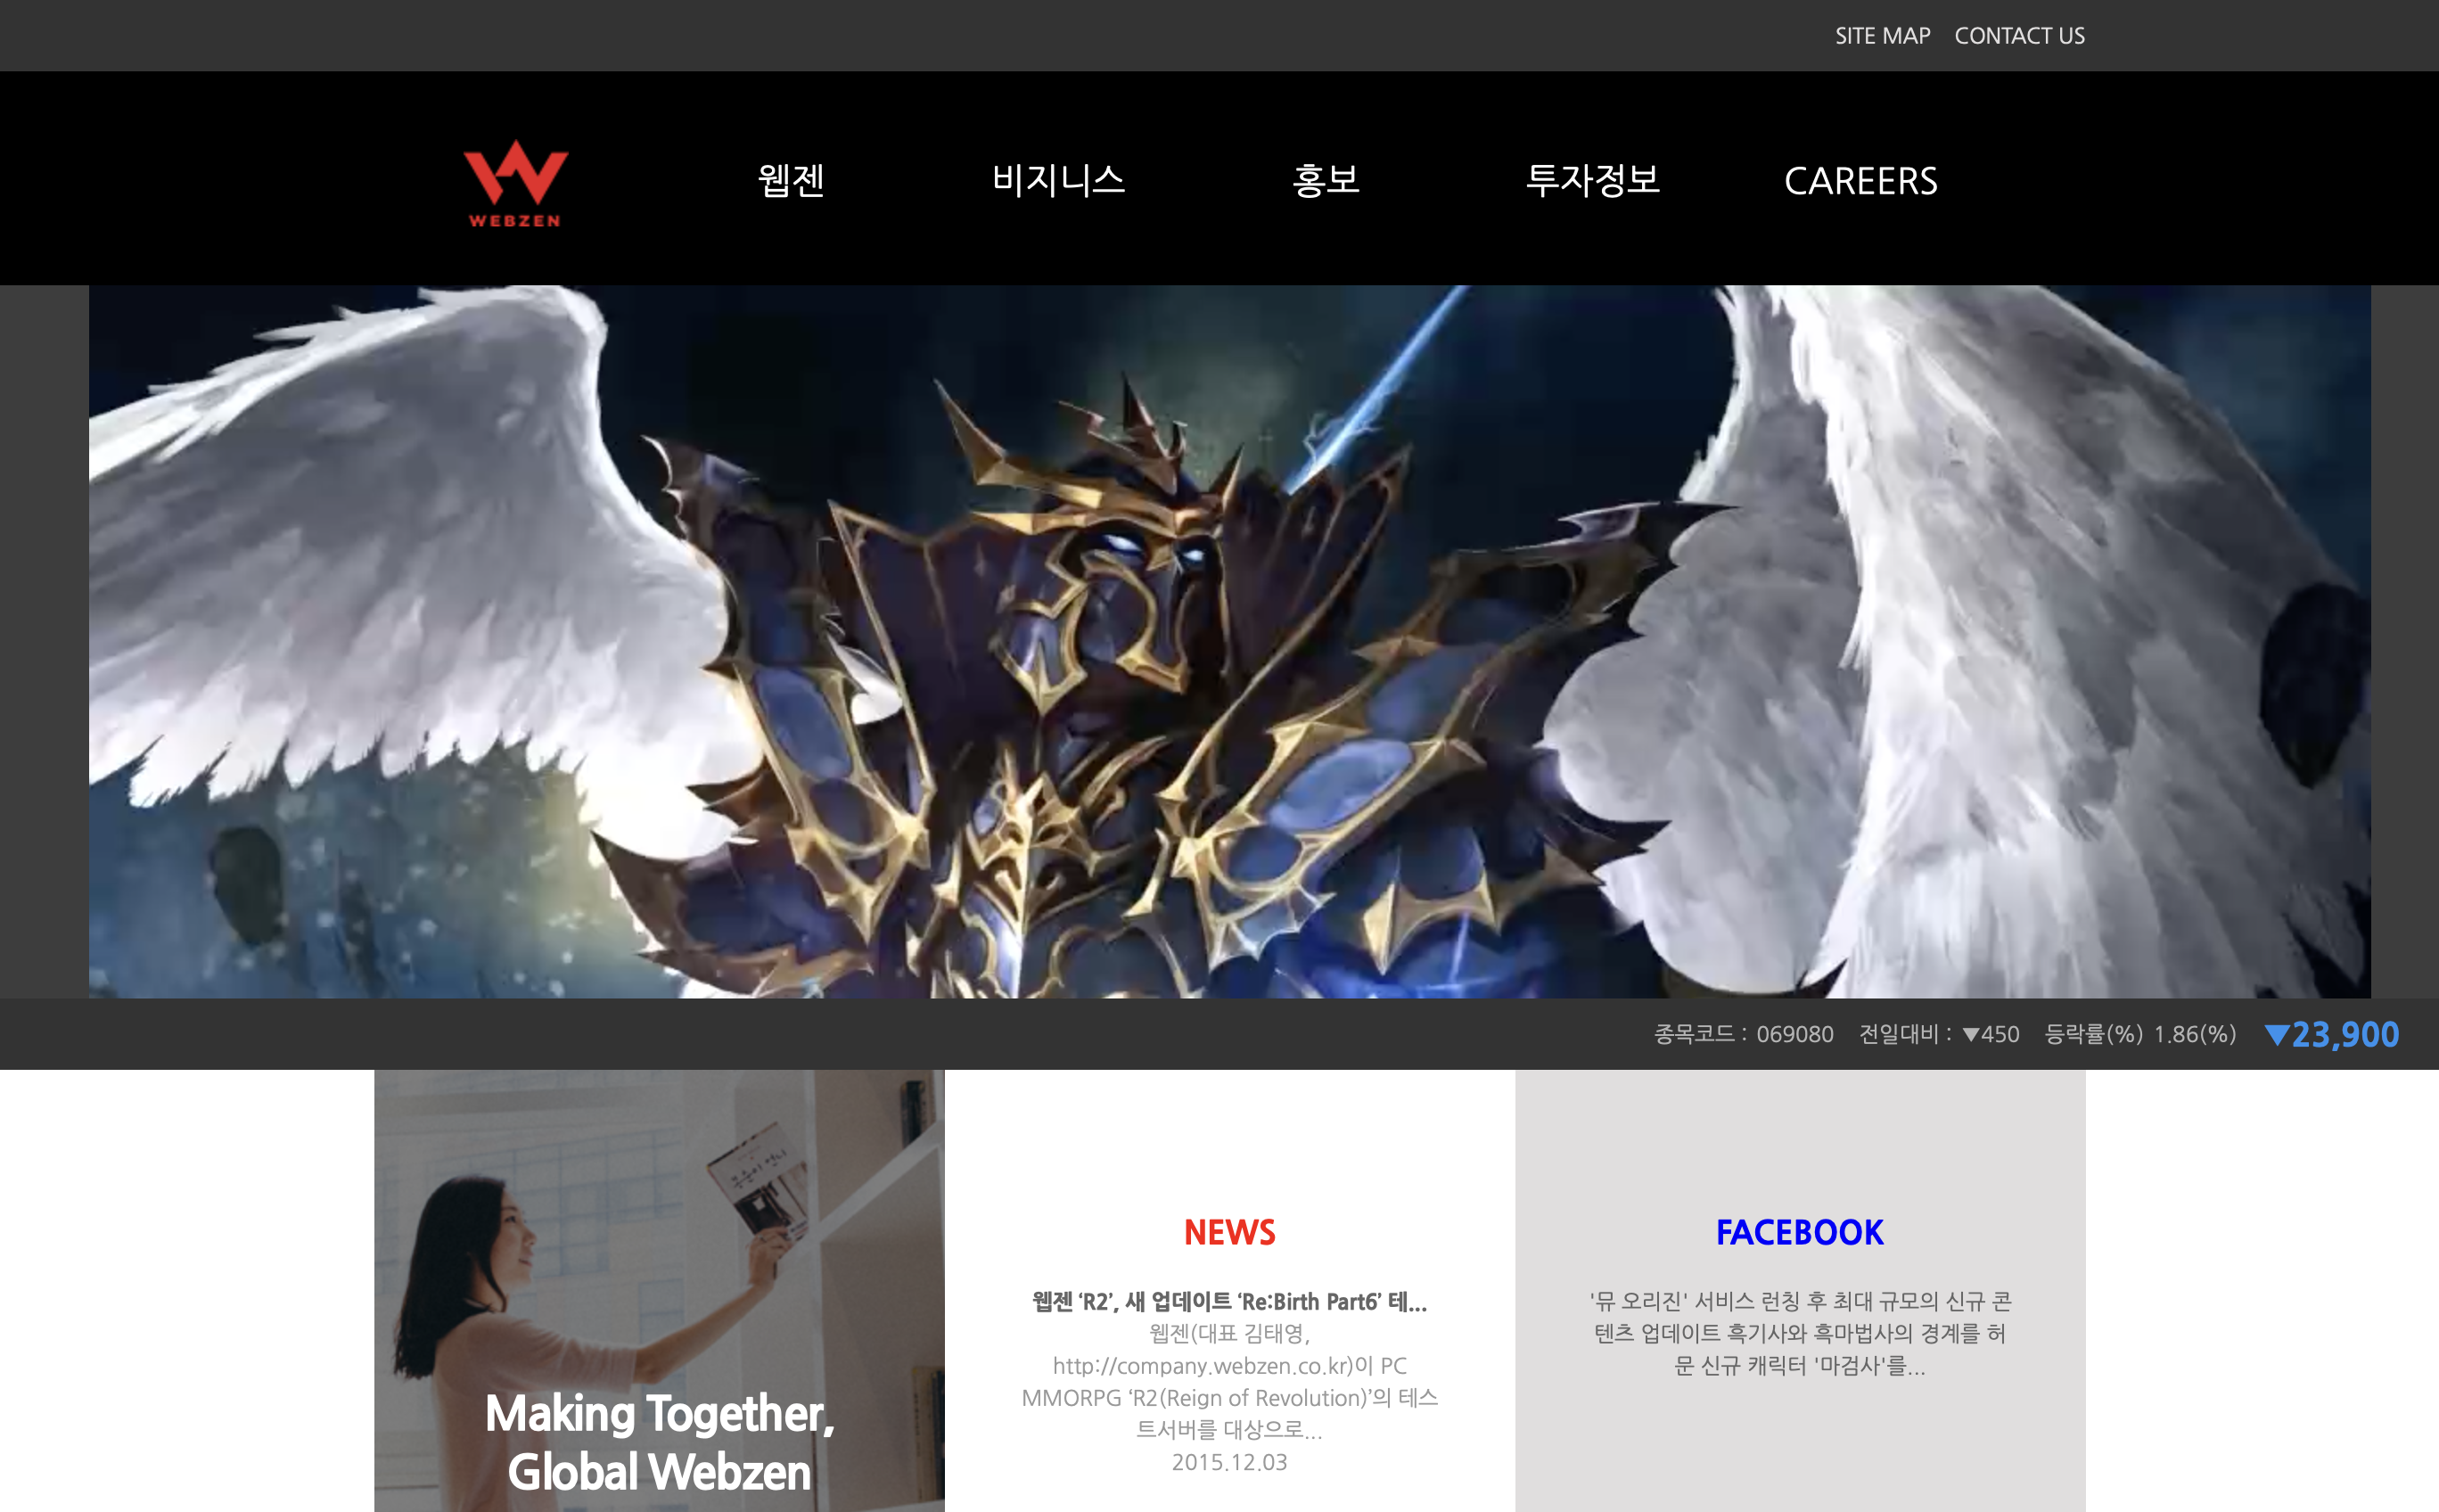 SITE MAP CONTACT US
WEBZEN
웹젠 비지니스 홍보 투자정보 CAREERS
종목코드 : 069080 전일대비 : ▼450 등락률(%) 1.86(%) ▼23,900
Making Together,
Global Webzen
NEWS
웹젠 ‘R2’, 새 업데이트 ‘Re:Birth Part6’ 테...
웹젠(대표 김태영,
http://company.webzen.co.kr)이 PC
MMORPG ‘R2(Reign of Revolution)’의 테스
트서버를 대상으로...
2015.12.03
FACEBOOK
'뮤 오리진' 서비스 런칭 후 최대 규모의 신규 콘
텐츠 업데이트 흑기사와 흑마법사의 경계를 허
문 신규 캐릭터 '마검사'를...